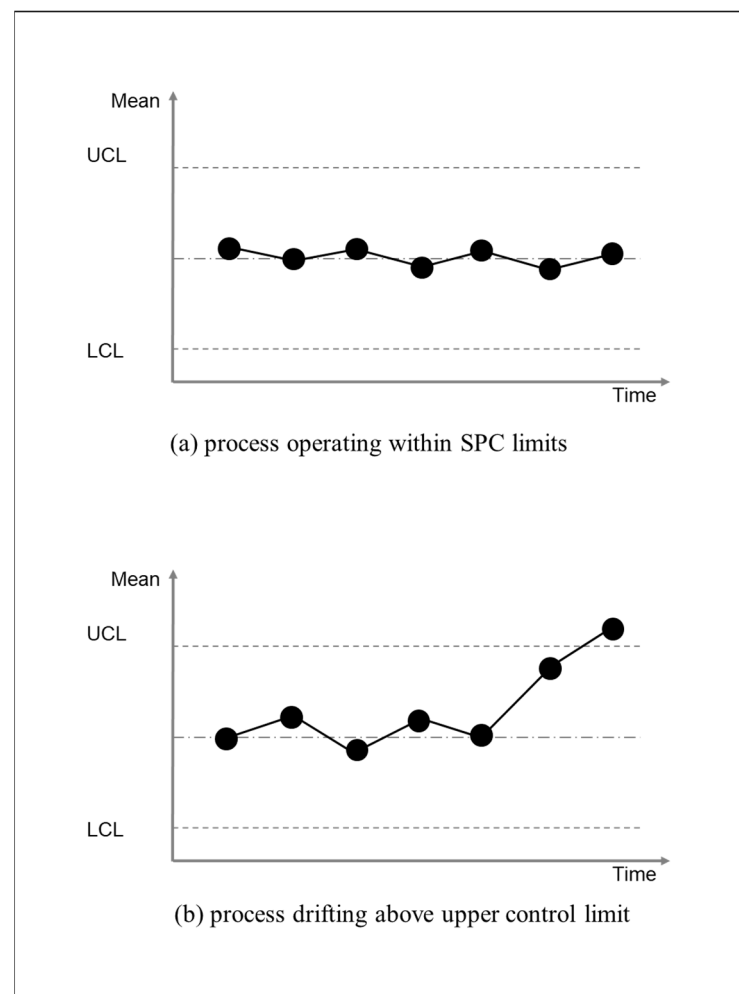 Mean
UCL
LCL
Time
(a) process operating within SPC limits
Mean
UCL
LCL
Time
(b) process drifting above upper control limit